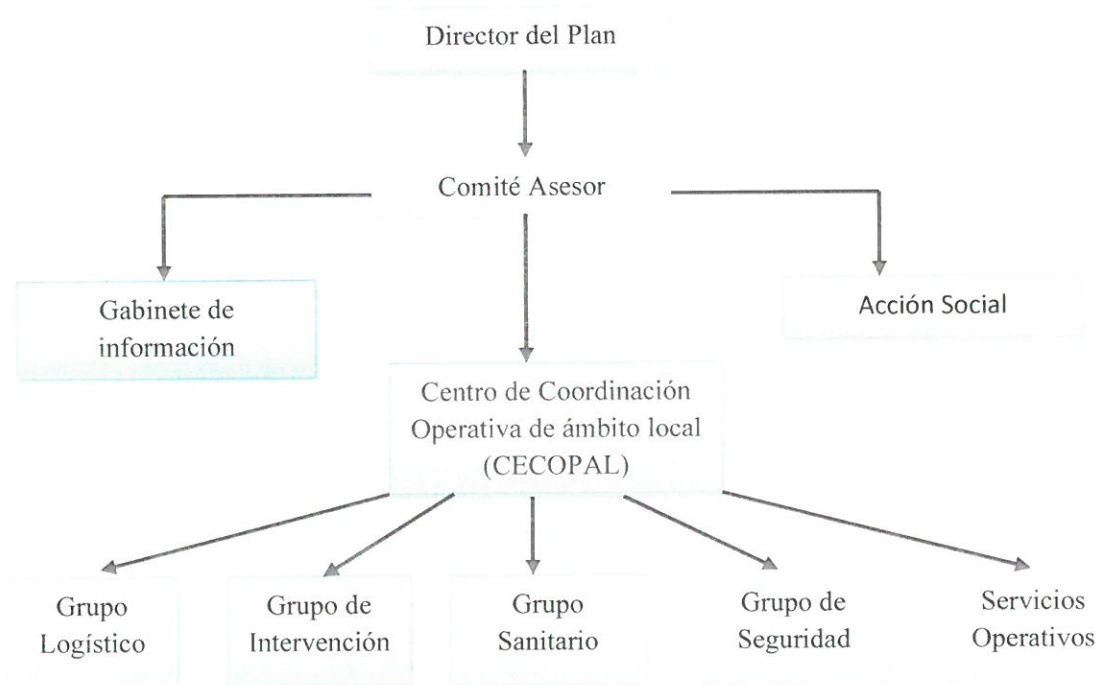 Director del Plan
Comité Asesor
Gabinete de
información
Acción Social
Centro de Coordinación
Operativa de ámbito local
(CECOPAL)
Grupo
Logístico
Grupo de
Intervención
Grupo
Sanitario
Grupo de
Seguridad
Servicios
Operativos